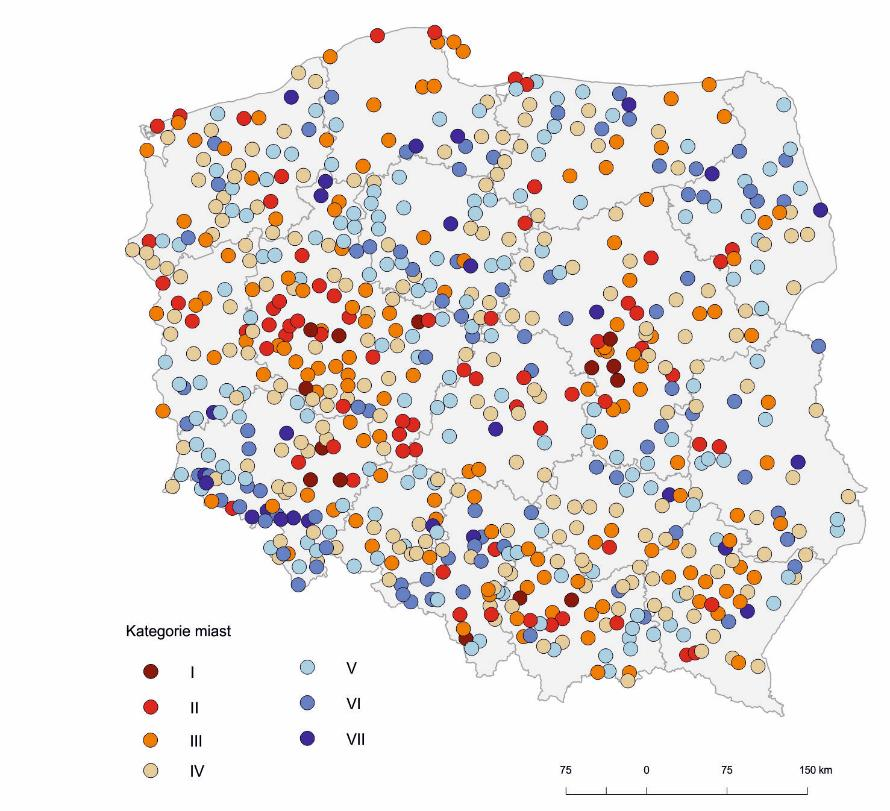 Kategorie miast
I
II
III
IV
V
VI
VII
75 0 75 150 km